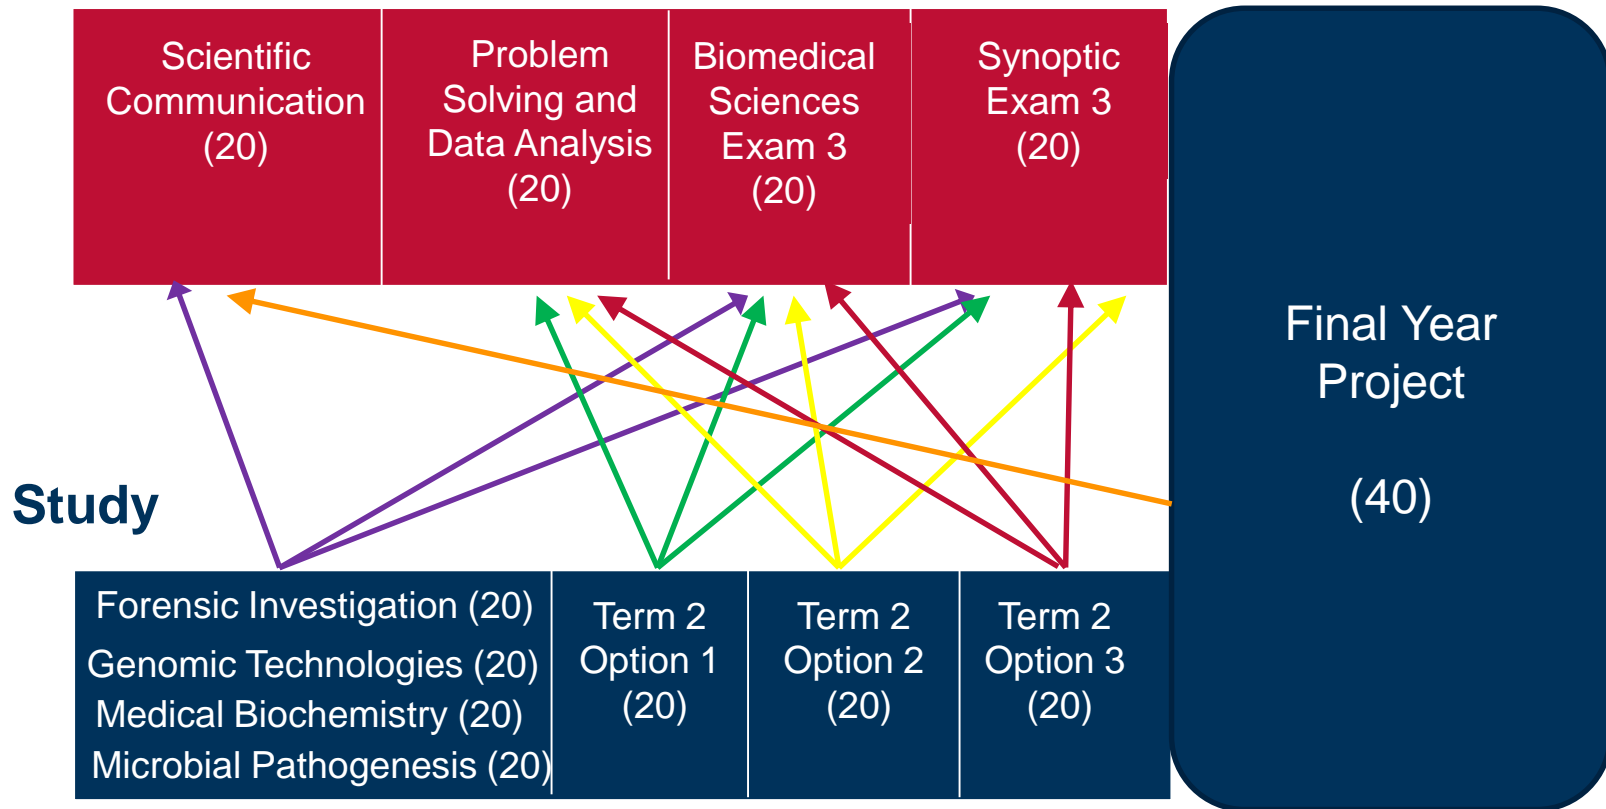 Scientific
Communication
(20)
Problem
Solving and
Data Analysis
(20)
Biomedical
Sciences
Exam 3
(20)
Synoptic
Exam 3
(20)
Final Year
Project
(40)
Study
Forensic Investigation (20)
Genomic Technologies (20)
Medical Biochemistry (20)
Microbial Pathogenesis (20)
Term 2
Option 1
(20)
Term 2
Option 2
(20)
Term 2
Option 3
(20)